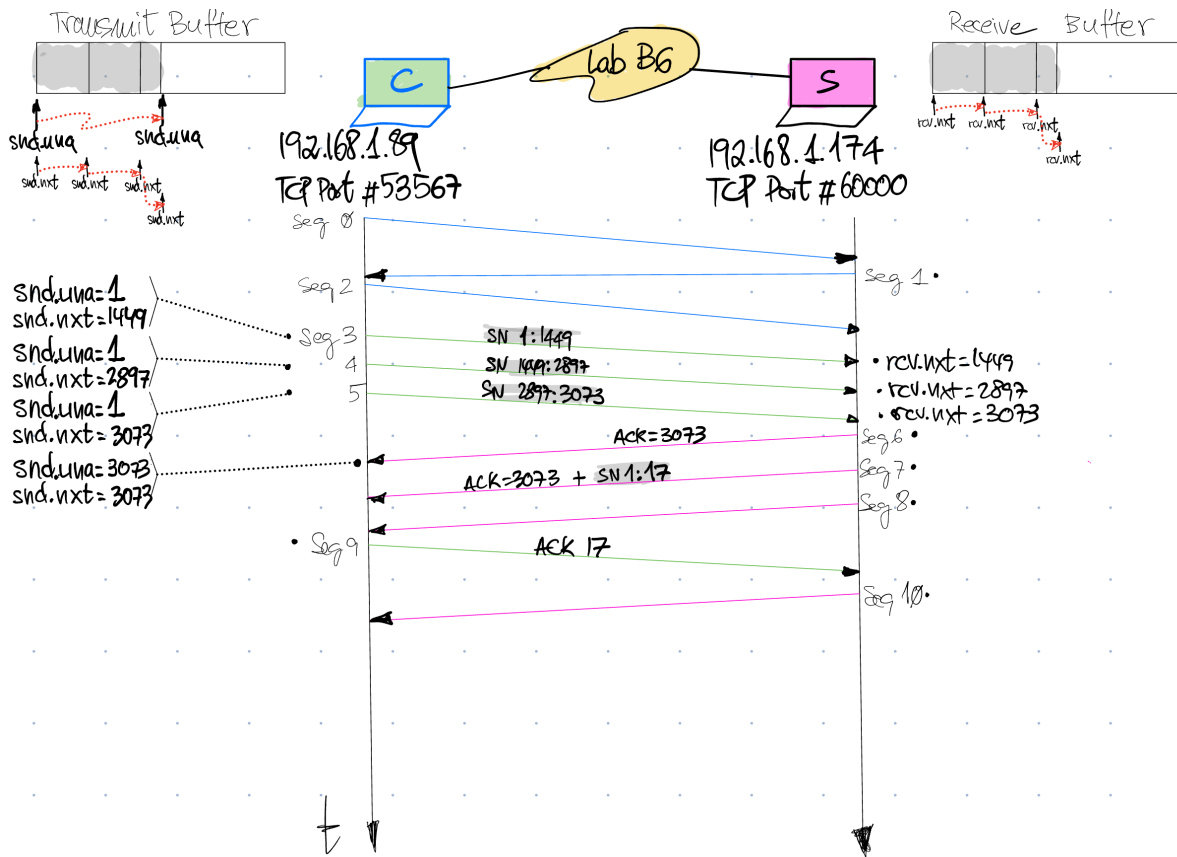 Transmit Buffer
snd.una
snd.una
snd.nxt
snd.nxt
snd.nxt
snd.nxt
C
Lab B6
S
Receive Buffer
rcv.nxt
rcv.nxt
rcv.nxt
rcv.nxt
192.168.1.89
TCP Port #53567
192.168.1.174
TCP Port #60000
Seg 0
Seg 1
Seg 2
snd.una=1
snd.nxt=1449
Seg 3
SN 1:1449
rcv.nxt=1449
snd.una=1
snd.nxt=2897
4
SN 1449:2897
rcv.nxt=2897
snd.una=1
snd.nxt=3073
5
SN 2897:3073
rcv.nxt=3073
ACK=3073
Seg 6
snd.una=3073
snd.nxt=3073
ACK=3073 + SN 1:17
Seg 7
Seg 8
Seg 9
ACK 17
Seg 10
t